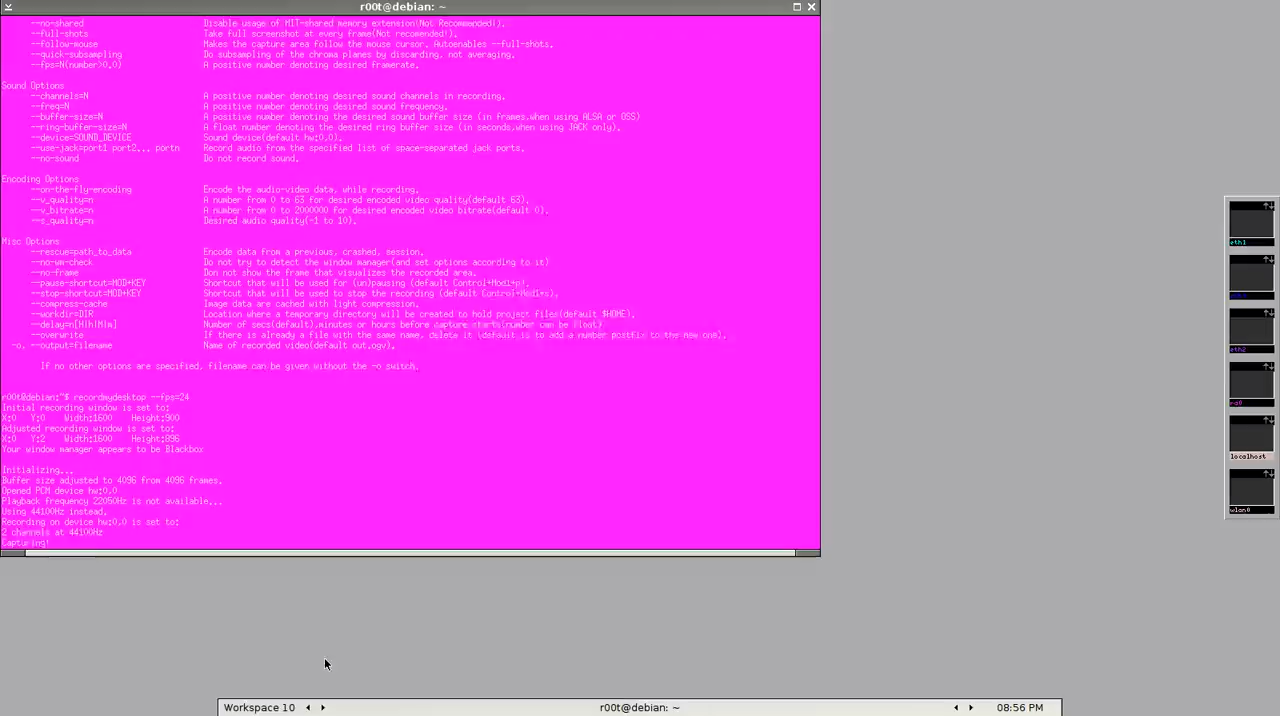 r00t@debian: ~
--no-shared Disable usage of MIT-shared memory extension(Not Recommended!).
--full-shots Take full screenshot at every frame(Not recomended!).
--follow-mouse Makes the capture area follow the mouse cursor. Autoenables --full-shots.
--quick-subsampling Do subsampling of the chroma planes by discarding, not averaging.
--fps=N(number>0.0) A positive number denoting desired framerate.
Sound Options
--channels=N A positive number denoting desired sound channels in recording.
--freq=N A positive number denoting desired sound frequency.
--buffer-size=N A positive number denoting the desired sound buffer size (in frames,when using ALSA or OSS)
--ring-buffer-size=N A float number denoting the desired ring buffer size (in seconds,when using JACK only).
--device=SOUND_DEVICE Sound device(default hw:0,0).
--use-jack=port1 port2... portn Record audio from the specified list of space-separated jack ports.
--no-sound Do not record sound.
Encoding Options
--on-the-fly-encoding Encode the audio-video data, while recording.
--v_quality=n A number from 0 to 63 for desired encoded video quality(default 63).
--v_bitrate=n A number from 0 to 2000000 for desired encoded video bitrate(default 0).
--s_quality=n Desired audio quality(-1 to 10).
Misc Options
--rescue=path_to_data Encode data from a previous, crashed, session.
--no-wm-check Do not try to detect the window manager(and set options according to it)
--no-frame Don not show the frame that visualizes the recorded area.
--pause-shortcut=MOD+KEY Shortcut that will be used for (un)pausing (default Control+Mod1+p).
--stop-shortcut=MOD+KEY Shortcut that will be used to stop the recording (default Control+Mod1+s).
--compress-cache Image data are cached with light compression.
--workdir=DIR Location where a temporary directory will be created to hold project files(default $HOME).
--delay=n[H|h|M|m] Number of secs(default),minutes or hours before capture starts(number can be float)
--overwrite If there is already a file with the same name, delete it (default is to add a number postfix to the new one).
-o, --output=filename Name of recorded video(default out.ogv).
If no other options are specified, filename can be given without the -o switch.
r00t@debian:~$ recordmydesktop --fps=24
Initial recording window is set to:
X:0 Y:0 Width:1600 Height:900
Adjusted recording window is set to:
X:0 Y:2 Width:1600 Height:896
Your window manager appears to be Blackbox
Initializing...
Buffer size adjusted to 4096 from 4096 frames.
Opened PCM device hw:0,0
Playback frequency 22050Hz is not available...
Using 44100Hz instead.
Recording on device hw:0,0 is set to:
2 channels at 44100Hz
Capturing!
eth1
eth2
localhost
wlan0
Workspace 10
r00t@debian: ~
08:56 PM